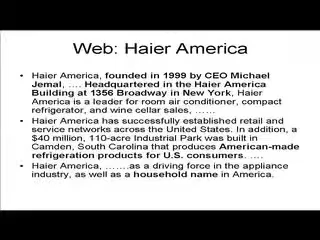 Web: Haier America
• Haier America, founded in 1999 by CEO Michael
Jemal, …. Headquartered in the Haier America
Building at 1356 Broadway in New York, Haier
America is a leader for room air conditioner, compact
refrigerator, and wine cellar sales, ……
• Haier America has successfully established retail and
service networks across the United States. In addition, a
$40 million, 110-acre Industrial Park was built in
Camden, South Carolina that produces American-made
refrigeration products for U.S. consumers. ….
• Haier America, …….as a driving force in the appliance
industry, as well as a household name in America.